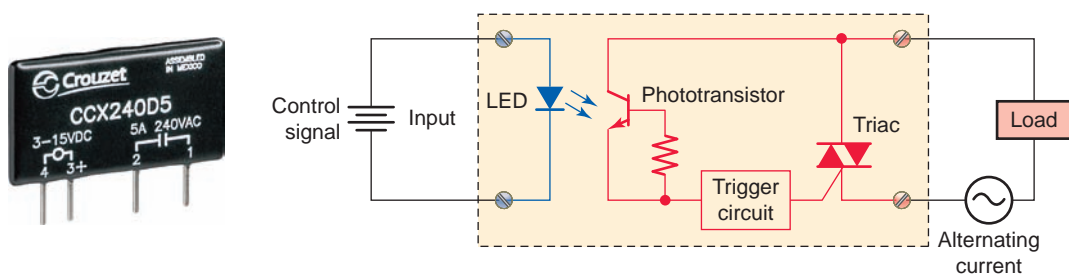 Crouzet
ASSEMBLED
IN MEXICO
CCX240D5
3–15VDC
5A 240VAC
4 3+ 2 1
Control
signal
Input
LED
Phototransistor
Trigger
circuit
Triac
Load
Alternating
current